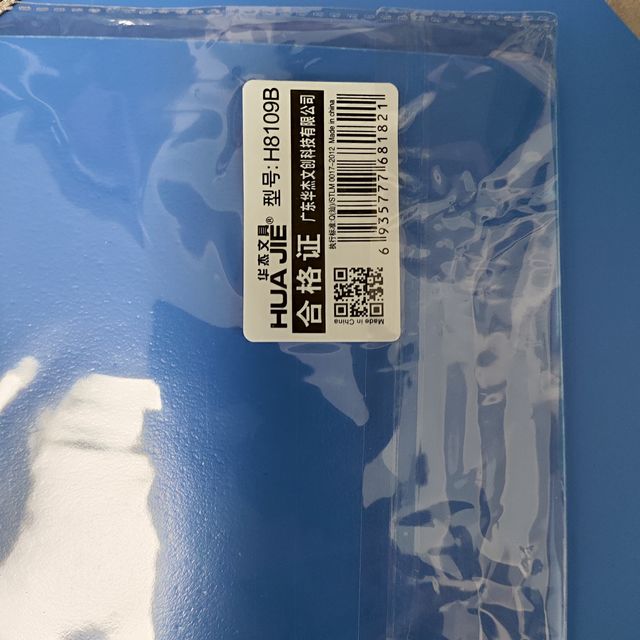 华杰文具
HUA JIE®
型号: H8109B
合格证
广东华杰文创科技有限公司
执行标准:Q(汕)/STLM 0017-2012 Made in china
6 935777 681821
Made in China